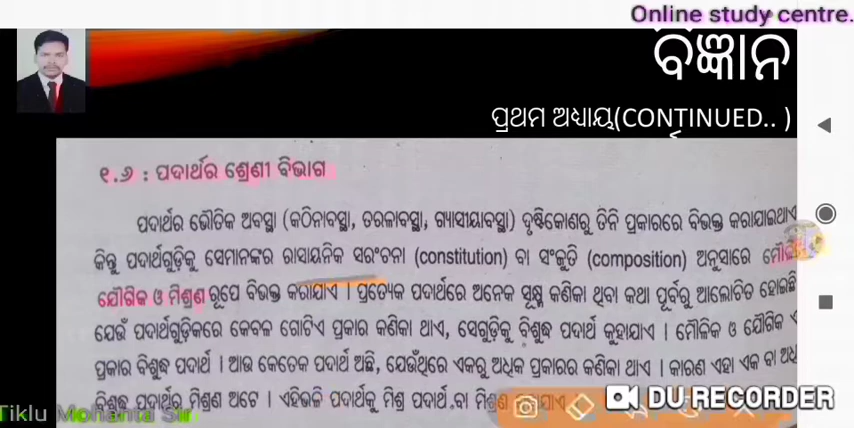 Online study centre.
ବିଜ୍ଞାନ
ପ୍ରଥମ ଅଧ୍ୟାୟ(CONTINUED.. )
୧.୬ : ପଦାର୍ଥର ଶ୍ରେଣୀ ବିଭାଗ
ପଦାର୍ଥର ଭୌତିକ ଅବସ୍ଥା (କଠିନାବସ୍ଥା, ତରଳାବସ୍ଥା, ଗ୍ୟାସୀୟାବସ୍ଥା) ଦୃଷ୍ଟିକୋଣରୁ ତିନି ପ୍ରକାରରେ ବିଭକ୍ତ କରାଯାଇଥାଏ
କିନ୍ତୁ ପଦାର୍ଥଗୁଡ଼ିକୁ ସେମାନଙ୍କର ରାସାୟନିକ ସରଂଚନା (constitution) ବା ସଂଜୁତି (composition) ଅନୁସାରେ
ଯୌଗିକ ଓ ମିଶ୍ରଣ ରୂପେ ବିଭକ୍ତ କରାଯାଏ । ପ୍ରତ୍ୟେକ ପଦାର୍ଥରେ ଅନେକ ସୂକ୍ଷ୍ମ କଣିକା ଥିବା କଥା ପୂର୍ବରୁ ଆଲୋଚିତ ହୋଇଛି
ଯେଉଁ ପଦାର୍ଥଗୁଡ଼ିକରେ କେବଳ ଗୋଟିଏ ପ୍ରକାର କଣିକା ଥାଏ, ସେଗୁଡ଼ିକୁ ବିଶୁଦ୍ଧ ପଦାର୍ଥ କୁହାଯାଏ । ମୌଳିକ ଓ ଯୌଗିକ ଏ
ପ୍ରକାର ବିଶୁଦ୍ଧ ପଦାର୍ଥ । ଆଉ କେତେକ ପଦାର୍ଥ ଅଛି, ଯେଉଁଥିରେ ଏକରୁ ଅଧିକ ପ୍ରକାରର କଣିକା ଥାଏ । କାରଣ ଏହା ଏକ ବା
ବିଶୁଦ୍ଧ ପଦାର୍ଥର ମିଶ୍ରଣ ଅଟେ । ଏହିଭଳି ପଦାର୍ଥକୁ ମିଶ୍ର ପଦାର୍ଥ ବା ମିଶ୍ରଣ
DU RECORDER
Tiklu Mohanta Sir